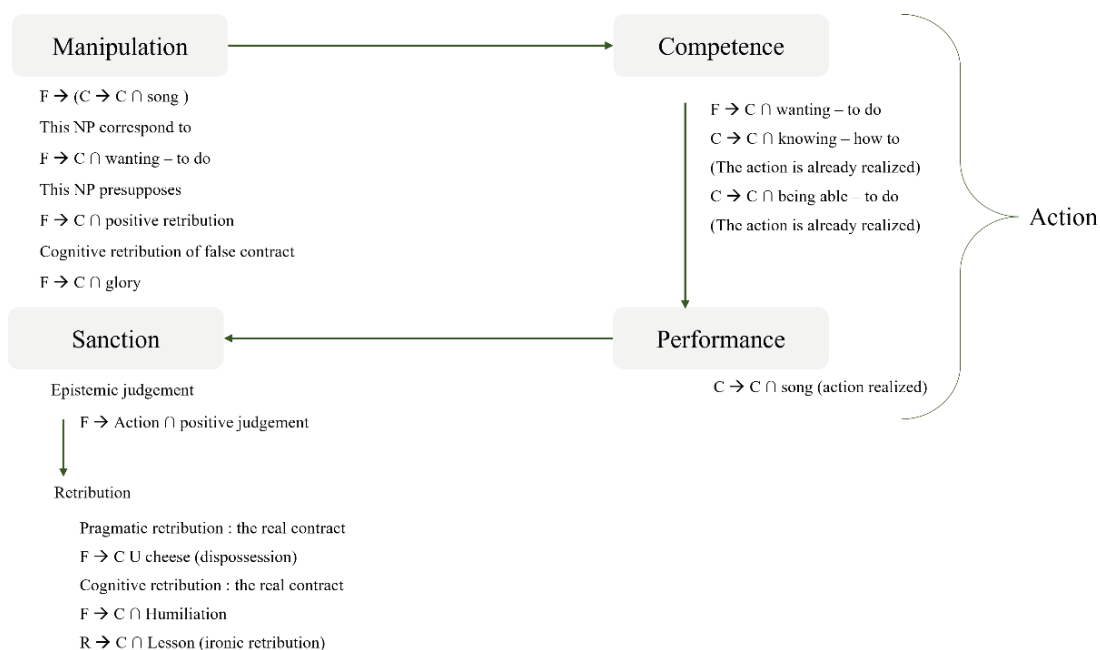 Manipulation
F → (C → C ∩ song )
This NP correspond to
F → C ∩ wanting – to do
This NP presupposes
F → C ∩ positive retribution
Cognitive retribution of false contract
F → C ∩ glory
Competence
F → C ∩ wanting – to do
C → C ∩ knowing – how to
(The action is already realized)
C → C ∩ being able – to do
(The action is already realized)
Action
Performance
C → C ∩ song (action realized)
Sanction
Epistemic judgement
F → Action ∩ positive judgement
Retribution
Pragmatic retribution : the real contract
F → C U cheese (dispossession)
Cognitive retribution : the real contract
F → C ∩ Humiliation
R → C ∩ Lesson (ironic retribution)